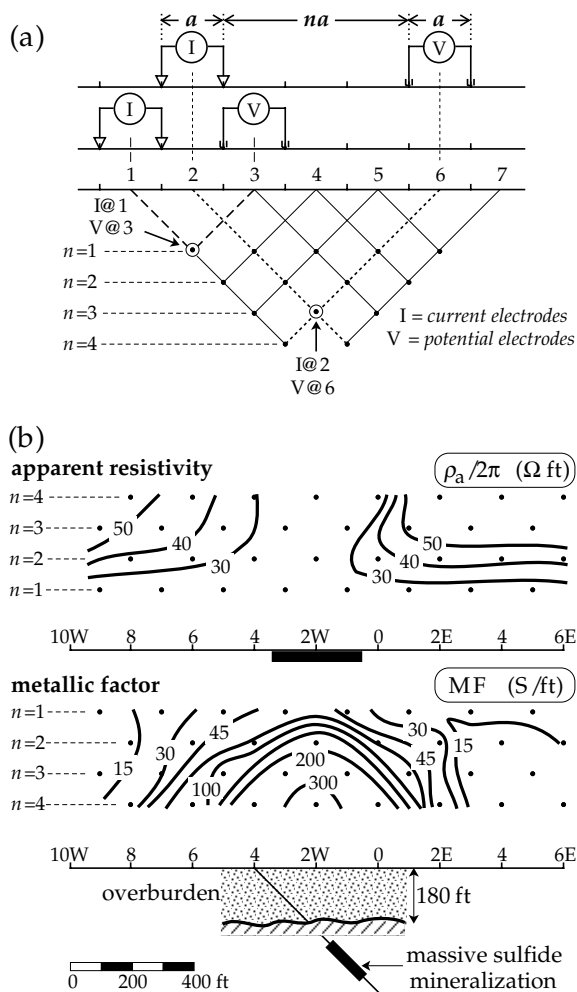 (a)
a na a
I V
I V
1 2 3 4 5 6 7
I@1
V@3
n=1
n=2
n=3
n=4
I = current electrodes
V = potential electrodes
I@2
V@6
(b)
apparent resistivity
ρa/2π (Ω ft)
n=4
n=3
n=2
n=1
50 40 30 30 40 50
10W 8 6 4 2W 0 2E 4 6E
metallic factor
MF (S/ft)
n=1
n=2
n=3
n=4
15 30 45 100 200 300 30 45 15
10W 8 6 4 2W 0 2E 4 6E
overburden
180 ft
massive sulfide
mineralization
0 200 400 ft